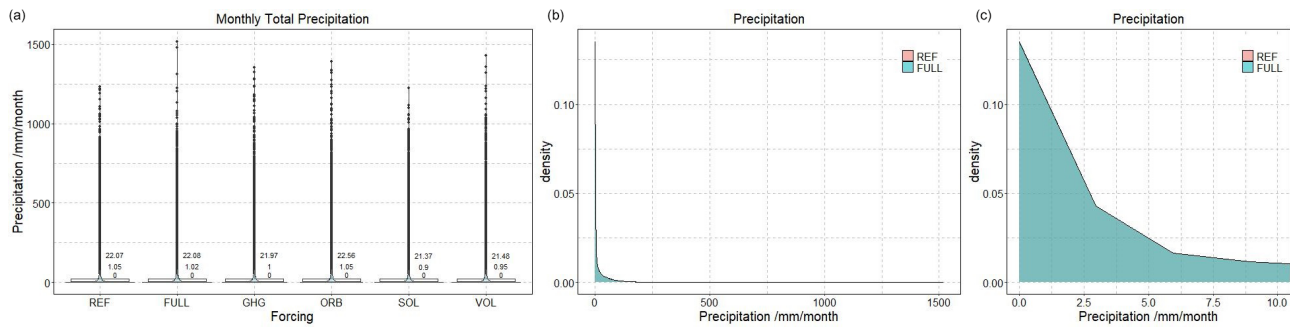 (a)
Monthly Total Precipitation
Precipitation /mm/month
1500
1000
500
0
22.07 22.08 21.97 22.56 21.37 21.48
1.05 1.02 1 1.05 0.9 0.95
0 0 0 0 0 0
REF FULL GHG ORB SOL VOL
Forcing
(b)
Precipitation
REF
FULL
density
0.10
0.05
0.00
0 500 1000 1500
Precipitation /mm/month
(c)
Precipitation
REF
FULL
density
0.10
0.05
0.00
0.0 2.5 5.0 7.5 10.0
Precipitation /mm/month